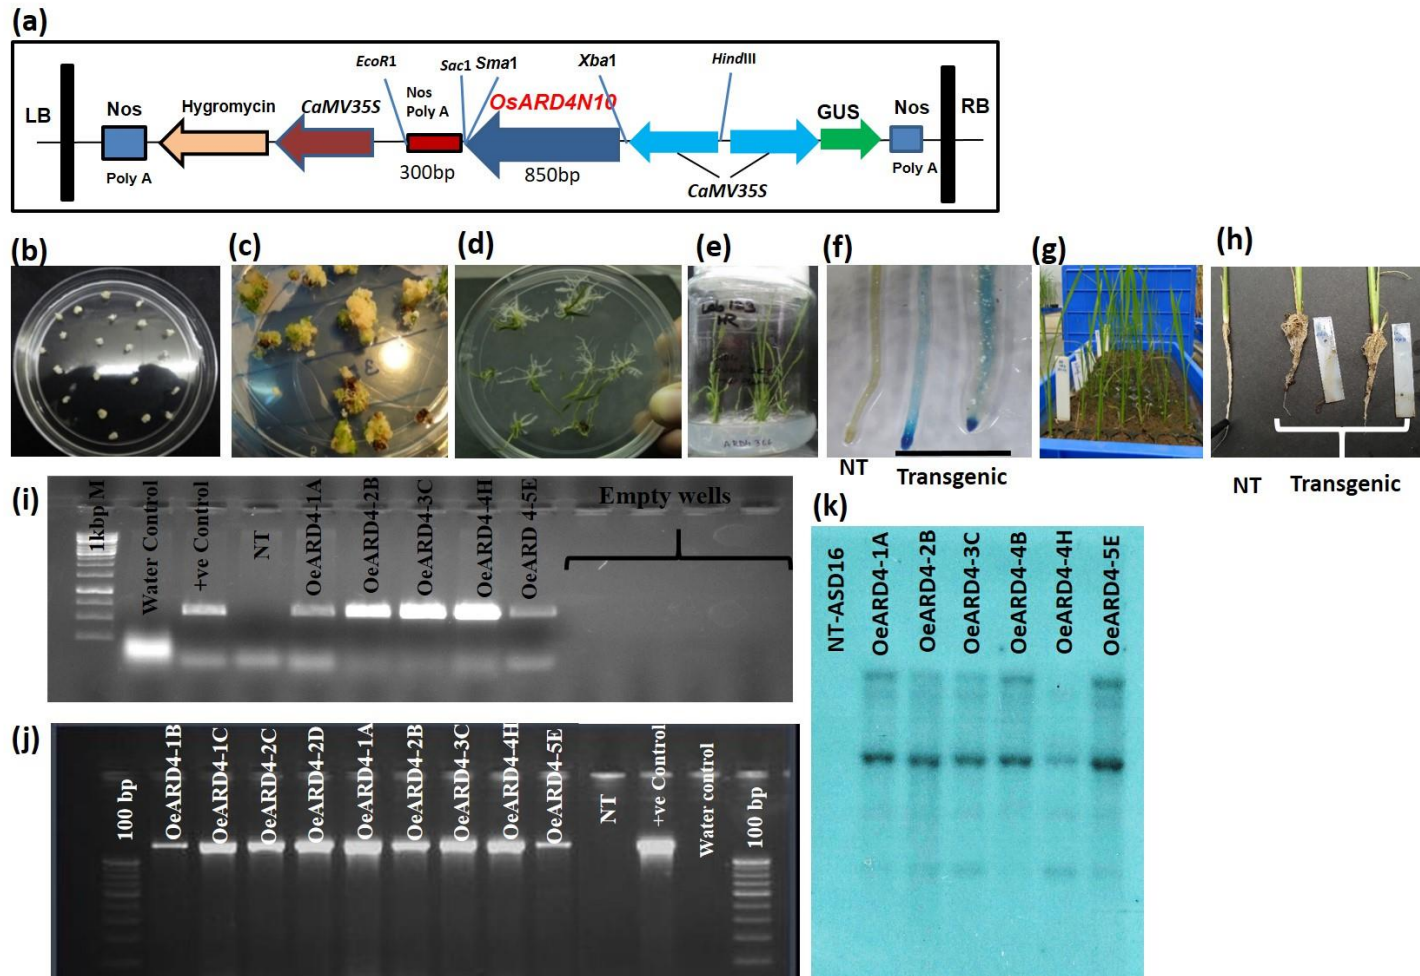 (a)
LB
Nos
Poly A
Hygromycin
CaMV35S
EcoR1
Nos
Poly A
300bp
Sac1 Sma1
OsARD4N10
850bp
Xba1
HindIII
CaMV35S
GUS
Nos
Poly A
RB
(b)
(c)
3
(d)
(e)
HR
(f)
NT
Transgenic
(g)
(h)
NT
Transgenic
(i)
1kbp M
Water Control
+ve Control
NT
OeARD4-1A
OeARD4-2B
OeARD4-3C
OeARD4-4H
OeARD 4-5E
Empty wells
(j)
100 bp
OeARD4-1B
OeARD4-1C
OeARD4-2C
OeARD4-2D
OeARD4-1A
OeARD4-2B
OeARD4-3C
OeARD4-4H
OeARD4-5E
NT
+ve Control
Water control
100 bp
(k)
NT-ASD16
OeARD4-1A
OeARD4-2B
OeARD4-3C
OeARD4-4B
OeARD4-4H
OeARD4-5E